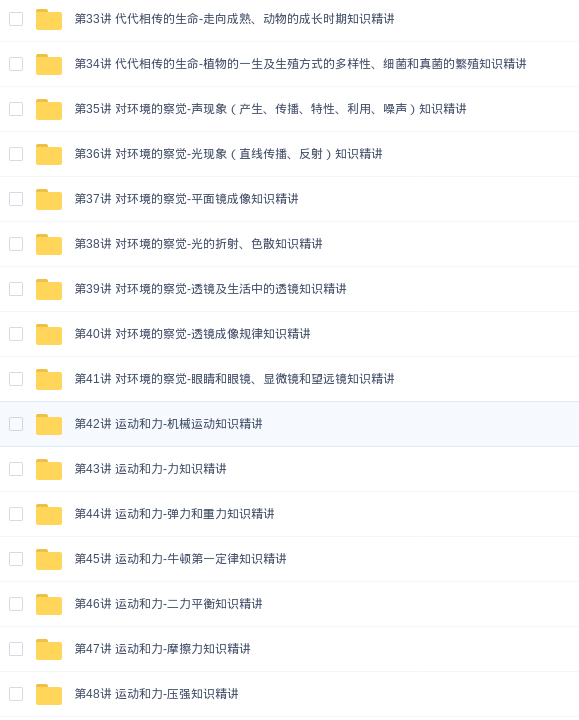 第33讲 代代相传的生命-走向成熟、动物的成长时期知识精讲
第34讲 代代相传的生命-植物的一生及生殖方式的多样性、细菌和真菌的繁殖知识精讲
第35讲 对环境的察觉-声现象（产生、传播、特性、利用、噪声）知识精讲
第36讲 对环境的察觉-光现象（直线传播、反射）知识精讲
第37讲 对环境的察觉-平面镜成像知识精讲
第38讲 对环境的察觉-光的折射、色散知识精讲
第39讲 对环境的察觉-透镜及生活中的透镜知识精讲
第40讲 对环境的察觉-透镜成像规律知识精讲
第41讲 对环境的察觉-眼睛和眼镜、显微镜和望远镜知识精讲
第42讲 运动和力-机械运动知识精讲
第43讲 运动和力-力知识精讲
第44讲 运动和力-弹力和重力知识精讲
第45讲 运动和力-牛顿第一定律知识精讲
第46讲 运动和力-二力平衡知识精讲
第47讲 运动和力-摩擦力知识精讲
第48讲 运动和力-压强知识精讲